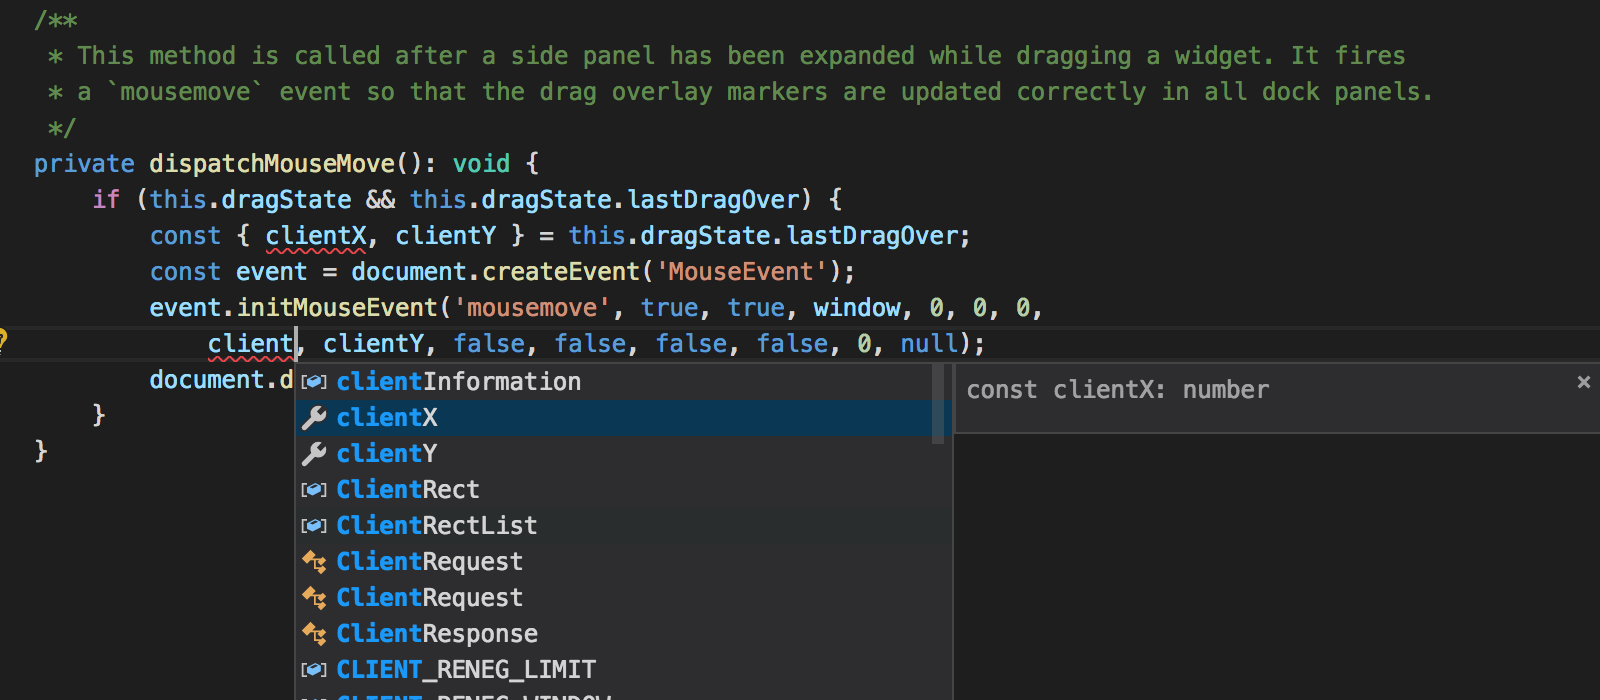 /**
* This method is called after a side panel has been expanded while dragging a widget. It fires
* a `mousemove` event so that the drag overlay markers are updated correctly in all dock panels.
*/
private dispatchMouseMove(): void {
if (this.dragState && this.dragState.lastDragOver) {
const { clientX, clientY } = this.dragState.lastDragOver;
const event = document.createEvent('MouseEvent');
event.initMouseEvent('mousemove', true, true, window, 0, 0, 0,
client, clientY, false, false, false, false, 0, null);
document.d
}
}
clientInformation
clientX
const clientX: number ×
clientY
ClientRect
ClientRectList
ClientRequest
ClientRequest
ClientResponse
CLIENT_RENEG_LIMIT
CLIENT_RENEG_WINDOW